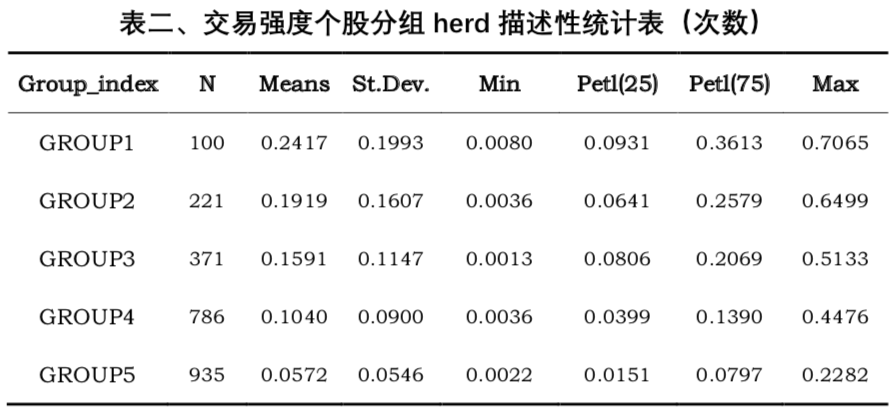 表二、交易强度个股分组 herd 描述性统计表（次数）
Group_index N Means St.Dev. Min Petl(25) Petl(75) Max
GROUP1 100 0.2417 0.1993 0.0080 0.0931 0.3613 0.7065
GROUP2 221 0.1919 0.1607 0.0036 0.0641 0.2579 0.6499
GROUP3 371 0.1591 0.1147 0.0013 0.0806 0.2069 0.5133
GROUP4 786 0.1040 0.0900 0.0036 0.0399 0.1390 0.4476
GROUP5 935 0.0572 0.0546 0.0022 0.0151 0.0797 0.2282